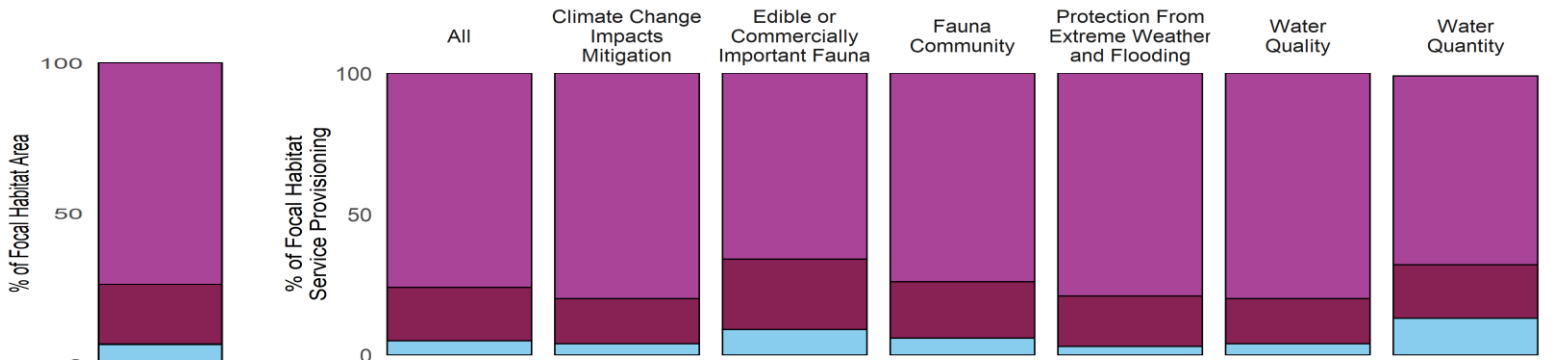 All
Climate Change
Impacts
Mitigation
Edible or
Commercially
Important Fauna
Fauna
Community
Protection From
Extreme Weather
and Flooding
Water
Quality
Water
Quantity
% of Focal Habitat Area
100
50
% of Focal Habitat
Service Provisioning
100
50
0